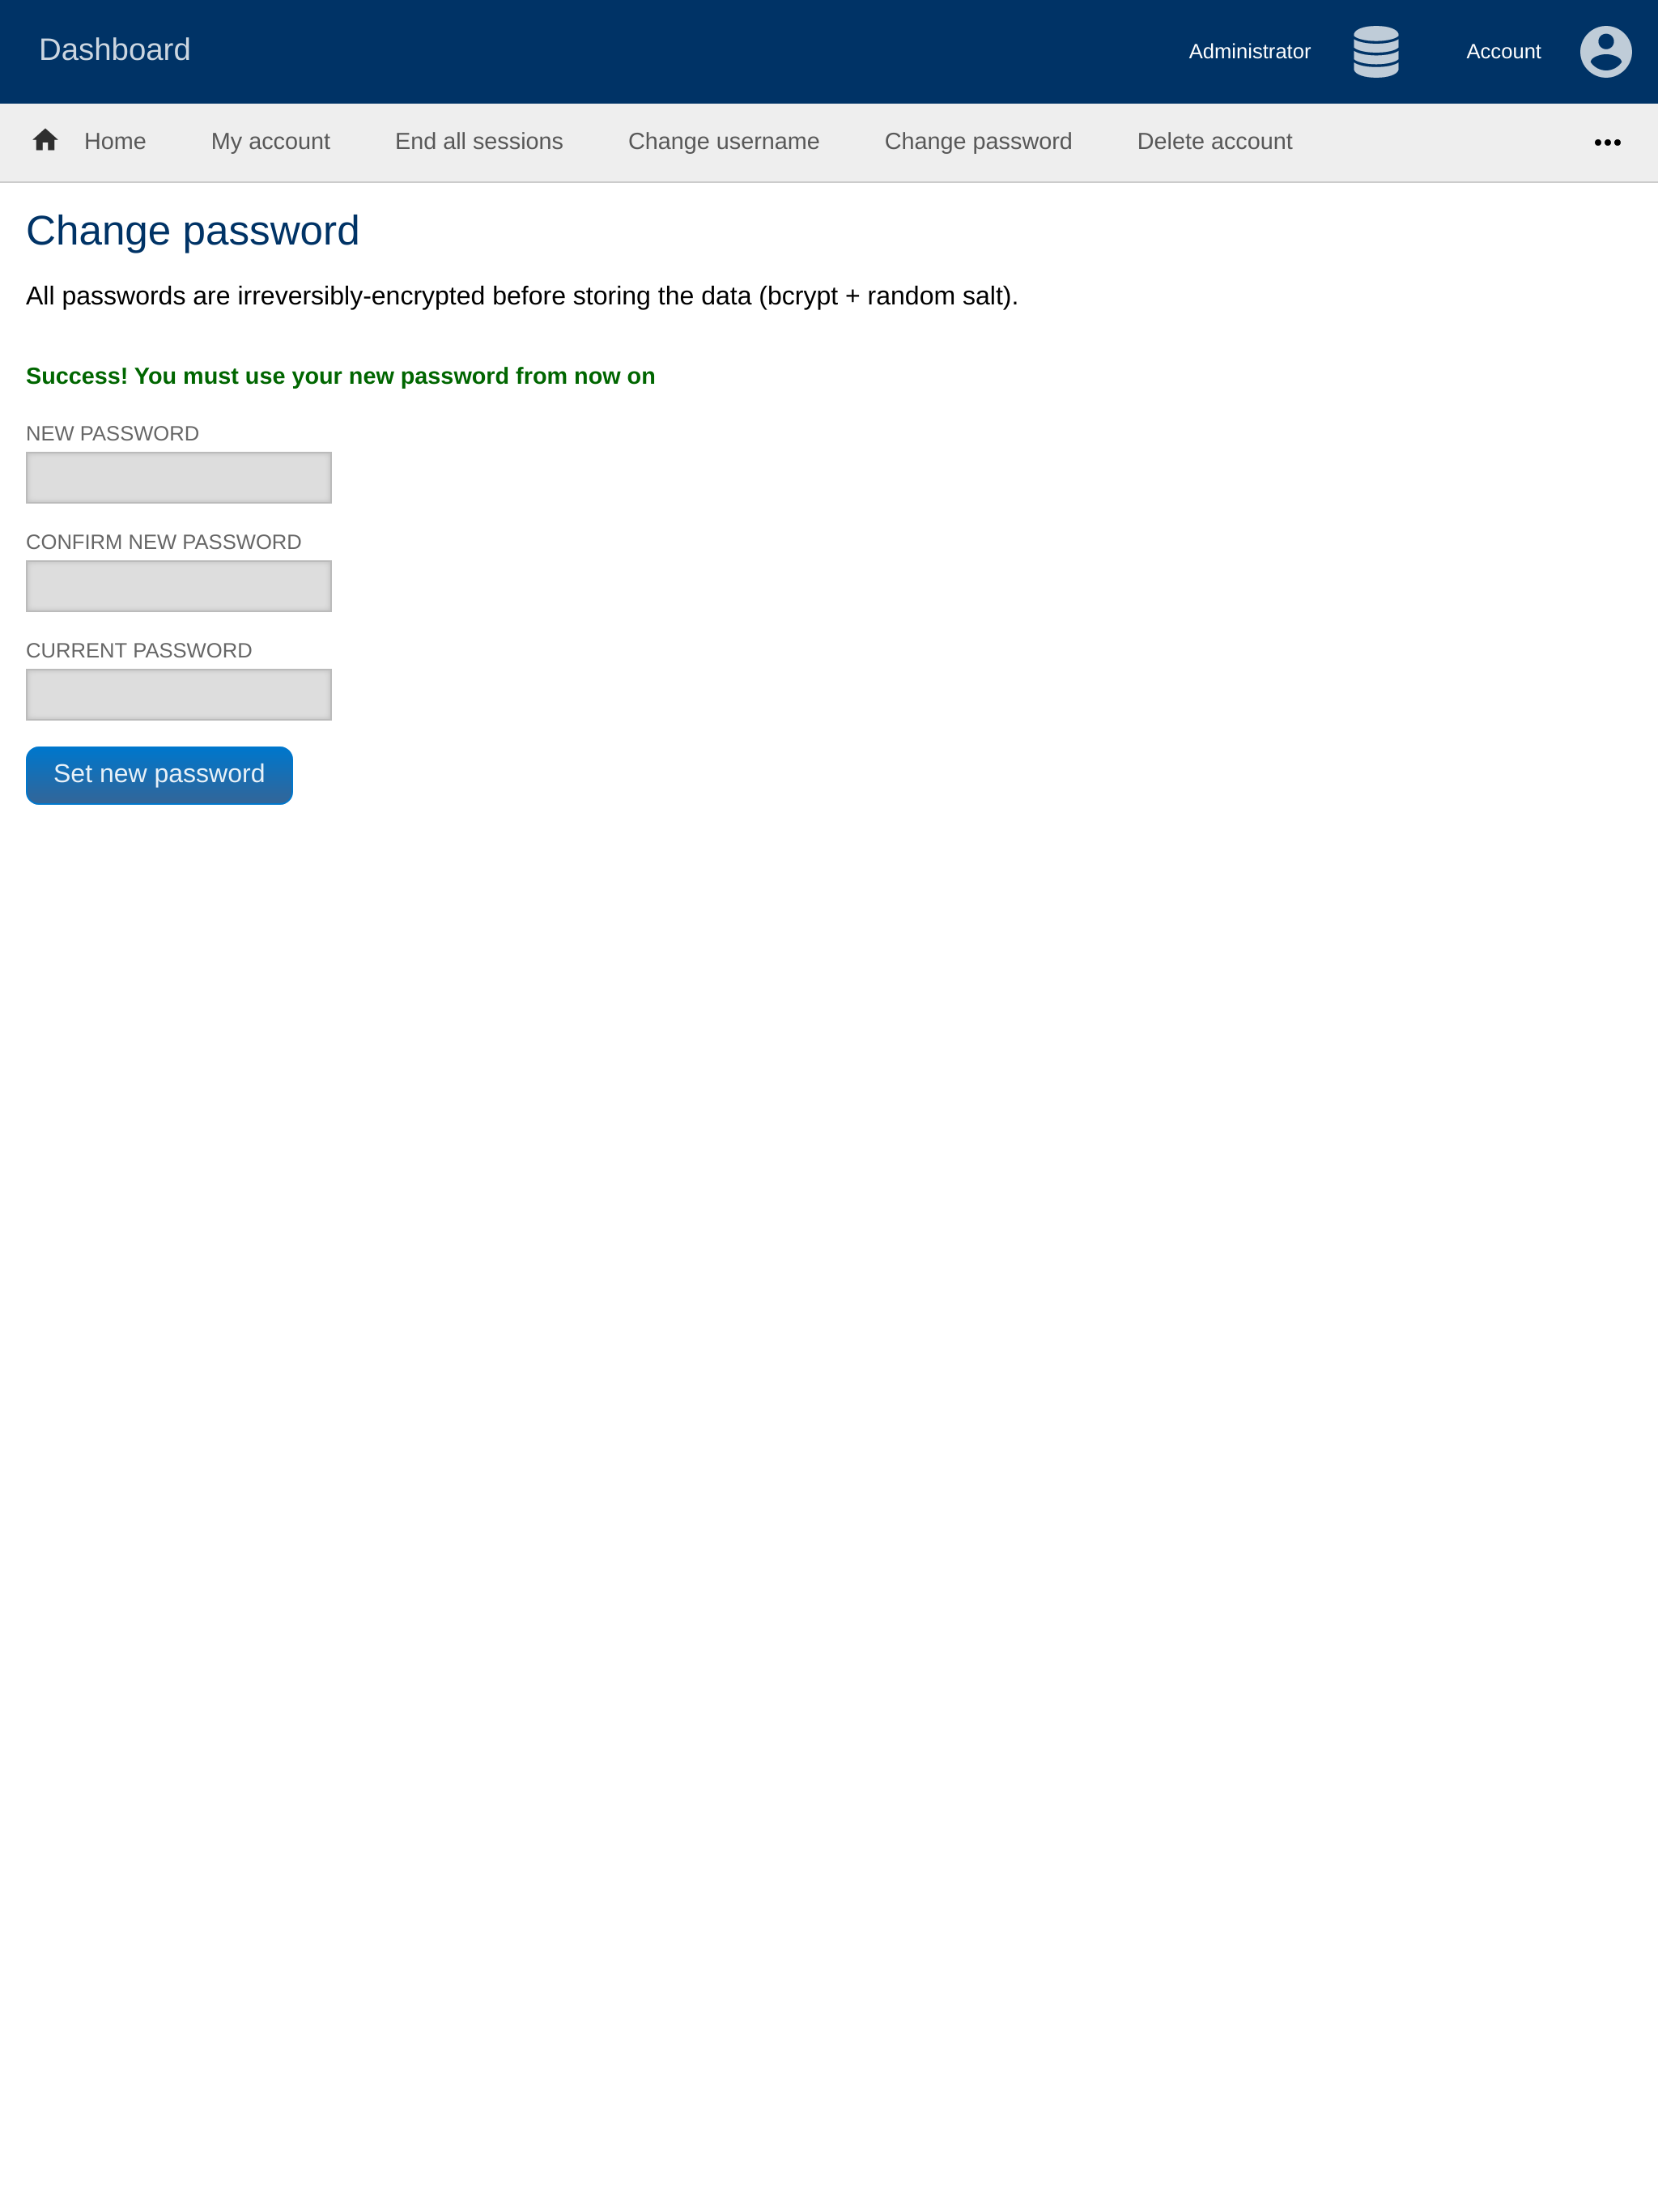 Dashboard
Administrator
Account
Home
My account
End all sessions
Change username
Change password
Delete account
Change password
All passwords are irreversibly-encrypted before storing the data (bcrypt + random salt).
Success! You must use your new password from now on
NEW PASSWORD
CONFIRM NEW PASSWORD
CURRENT PASSWORD
Set new password